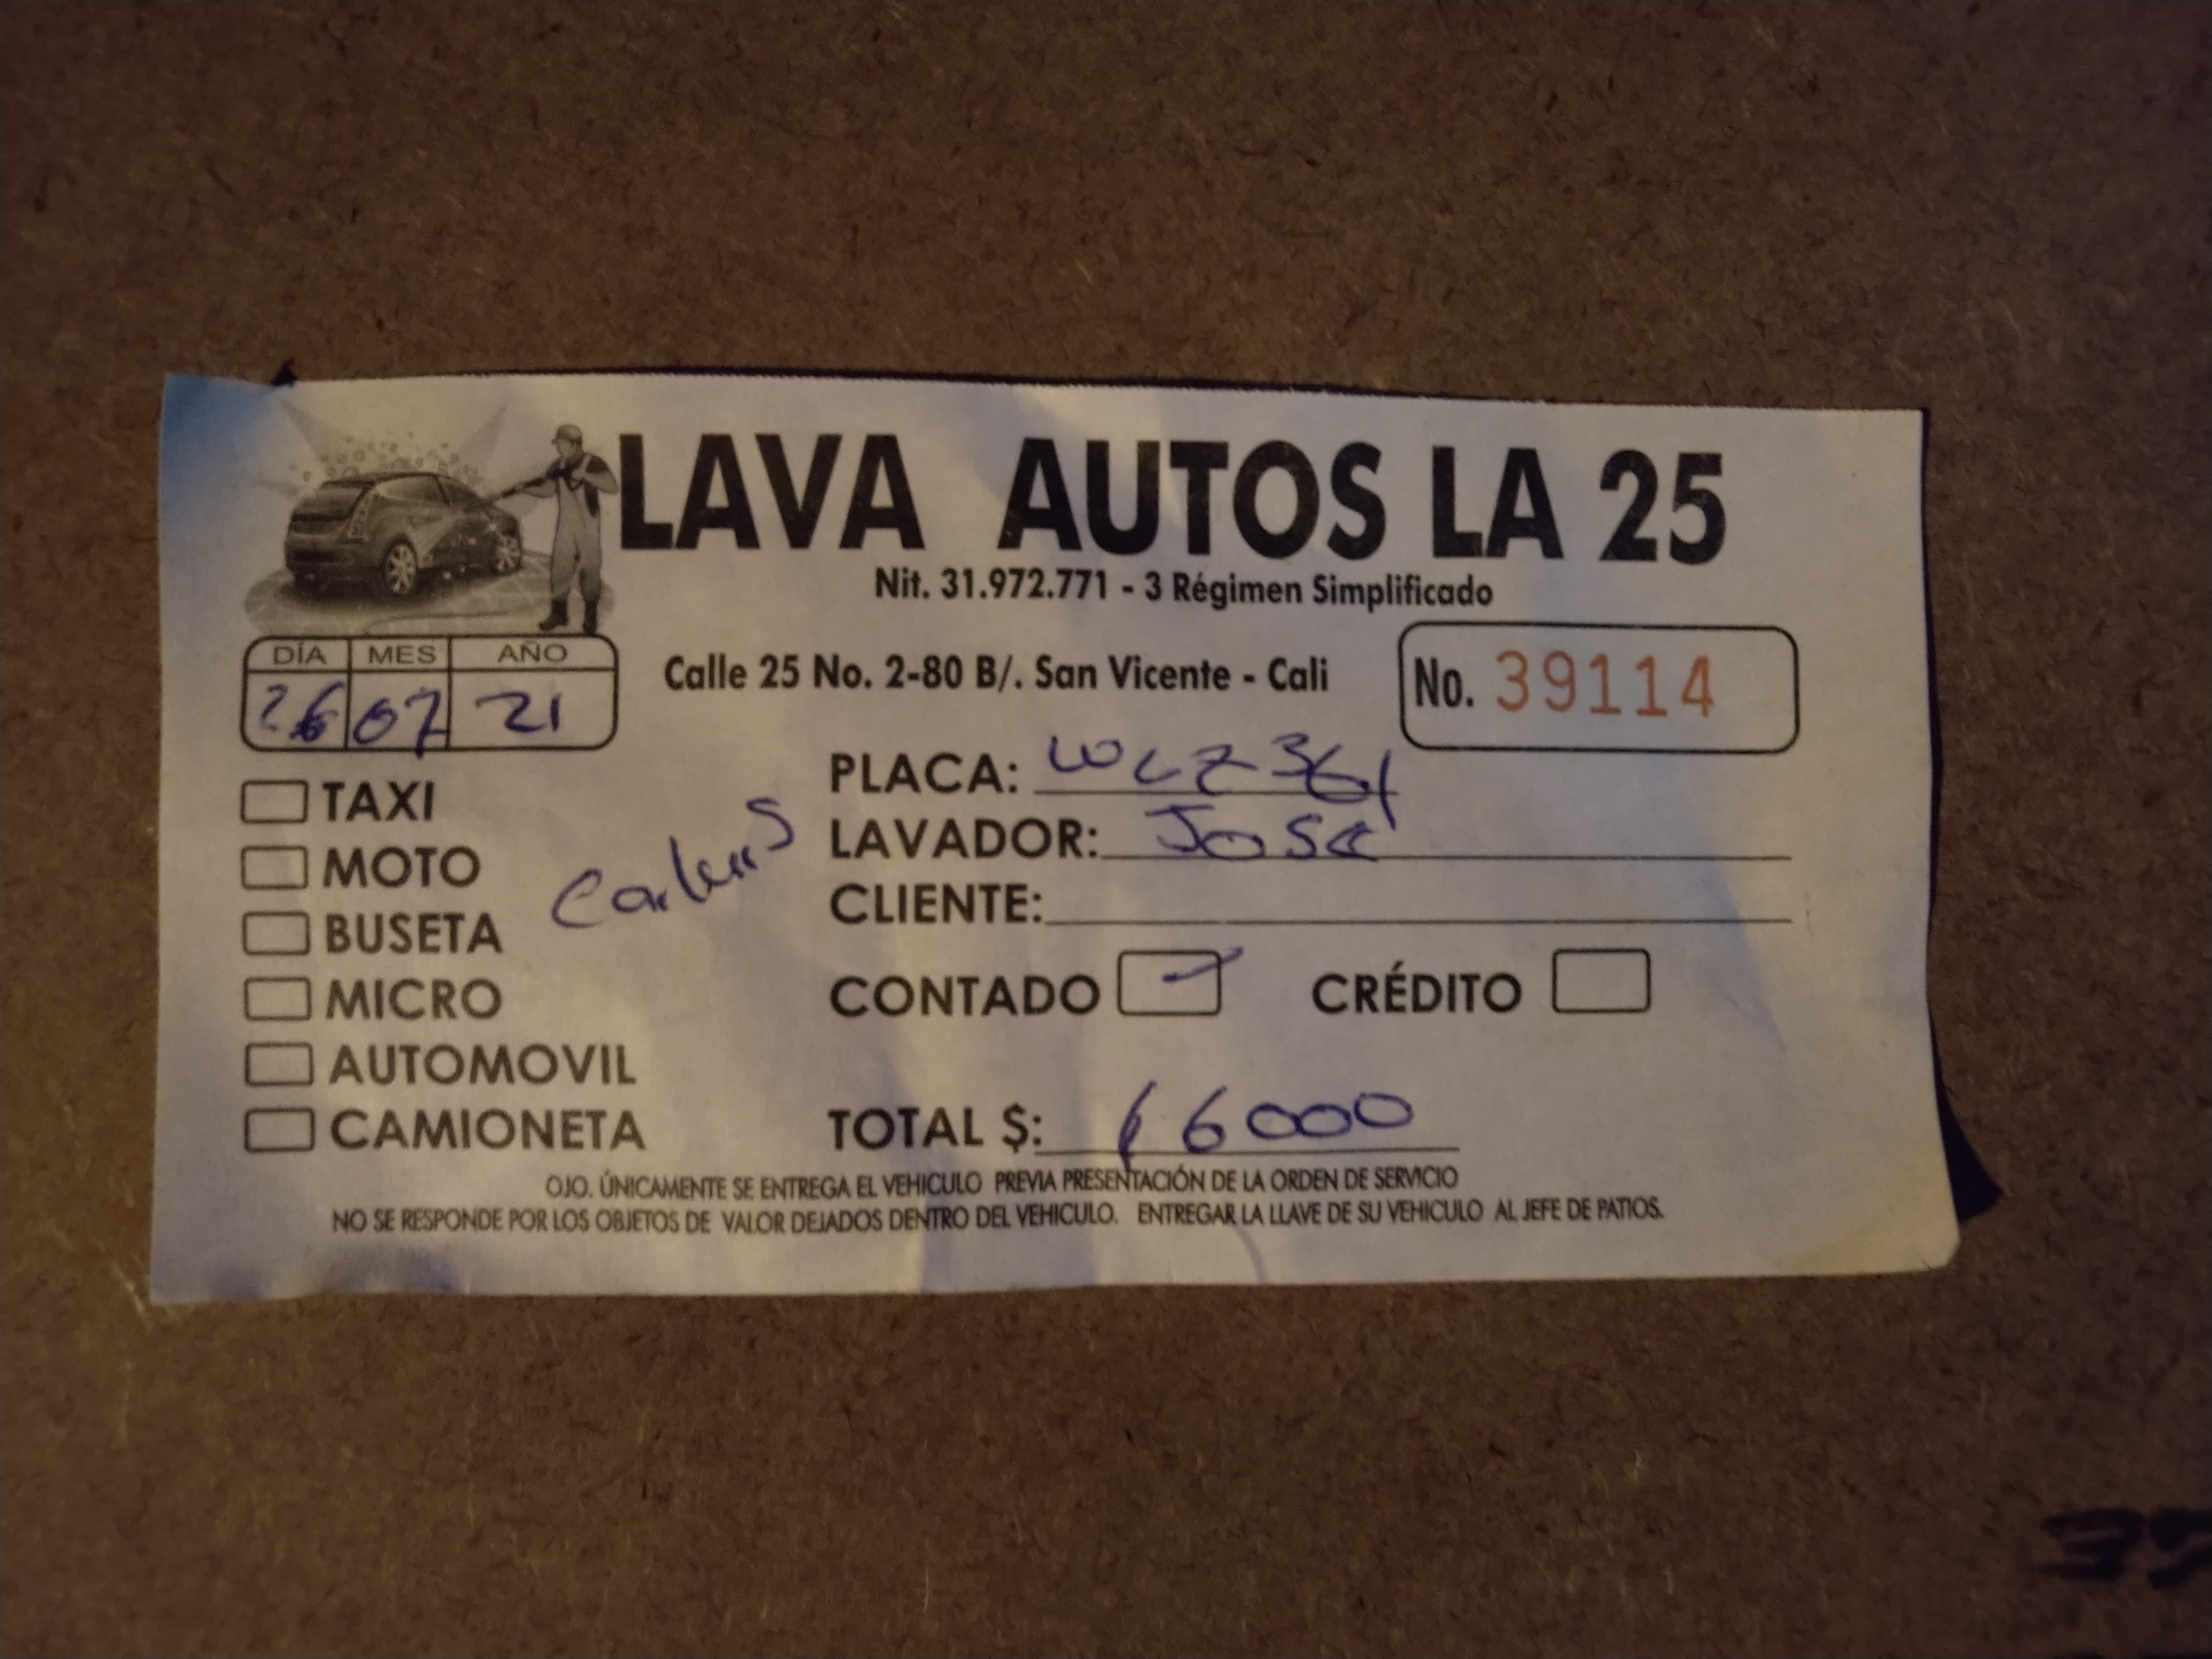 LAVA AUTOS LA 25
Nit. 31.972.771 - 3 Régimen Simplificado
DÍA MES AÑO
26 07 21
Calle 25 No. 2-80 B/. San Vicente - Cali
No. 39114
PLACA: WLZ 361
LAVADOR: Jose
CLIENTE:
CONTADO CRÉDITO
TOTAL $: 16000
TAXI
MOTO
BUSETA
MICRO
AUTOMOVIL
CAMIONETA
OJO. ÚNICAMENTE SE ENTREGA EL VEHICULO PREVIA PRESENTACIÓN DE LA ORDEN DE SERVICIO
NO SE RESPONDE POR LOS OBJETOS DE VALOR DEJADOS DENTRO DEL VEHICULO. ENTREGAR LA LLAVE DE SU VEHICULO AL JEFE DE PATIOS.